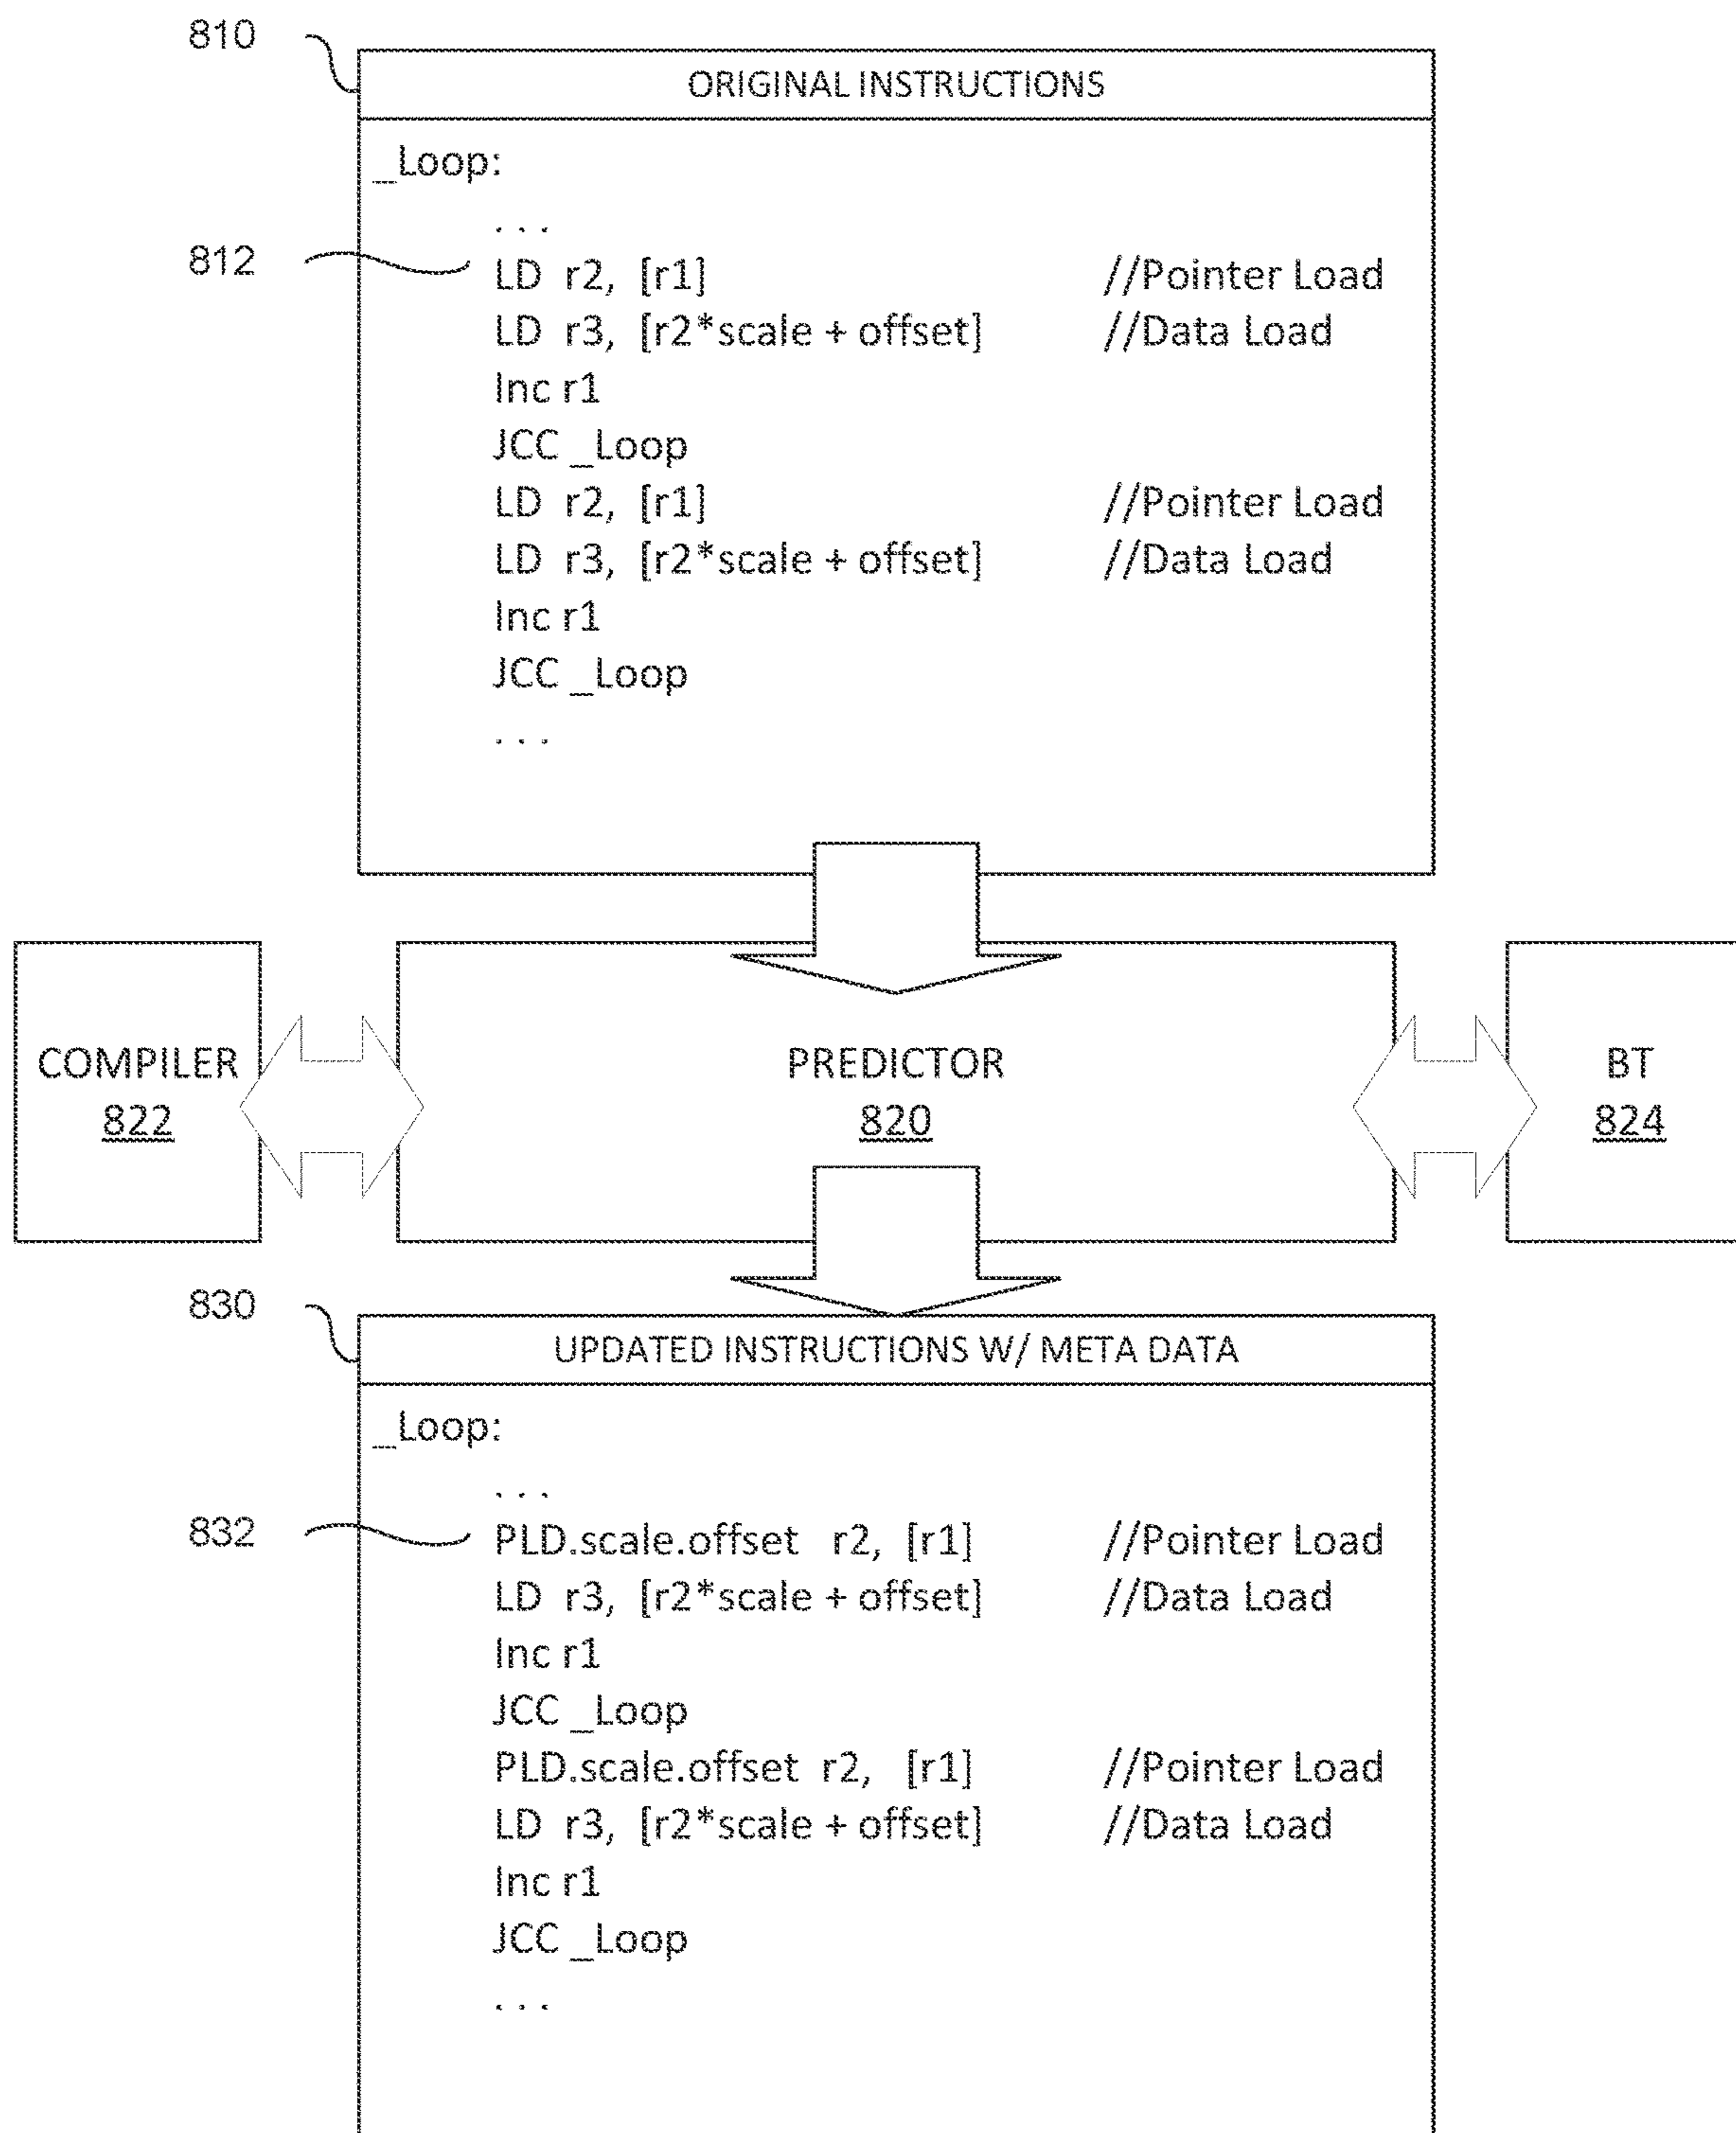 810
ORIGINAL INSTRUCTIONS
_Loop:
. . .
812
LD r2, [r1] //Pointer Load
LD r3, [r2*scale + offset] //Data Load
Inc r1
JCC _Loop
LD r2, [r1] //Pointer Load
LD r3, [r2*scale + offset] //Data Load
Inc r1
JCC _Loop
. . .
COMPILER
822
PREDICTOR
820
BT
824
830
UPDATED INSTRUCTIONS W/ META DATA
_Loop:
. . .
832
PLD.scale.offset r2, [r1] //Pointer Load
LD r3, [r2*scale + offset] //Data Load
Inc r1
JCC _Loop
PLD.scale.offset r2, [r1] //Pointer Load
LD r3, [r2*scale + offset] //Data Load
Inc r1
JCC _Loop
. . .